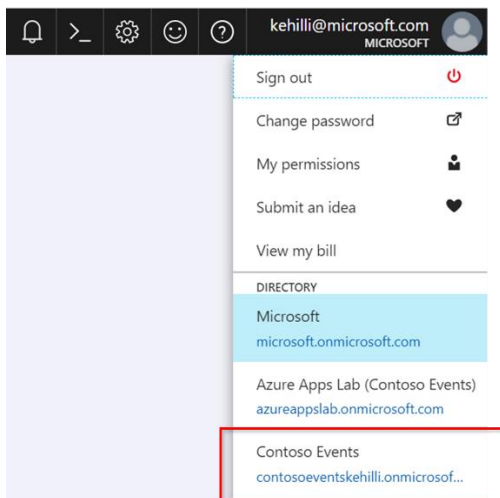 kehilli@microsoft.com
MICROSOFT
Sign out
Change password
My permissions
Submit an idea
View my bill
DIRECTORY
Microsoft
microsoft.onmicrosoft.com
Azure Apps Lab (Contoso Events)
azureappslab.onmicrosoft.com
Contoso Events
contosoeventskehilli.onmicrosof...